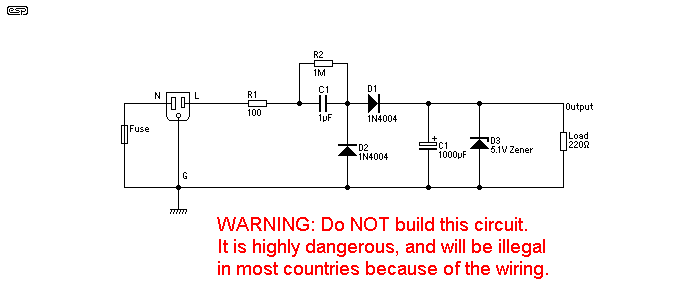 esp
R2
1M
N
L
R1
100
C1
1µF
D1
1N4004
Output
Fuse
D2
1N4004
+
C1
1000µF
D3
5.1V Zener
Load
220Ω
G
WARNING: Do NOT build this circuit.
It is highly dangerous, and will be illegal
in most countries because of the wiring.